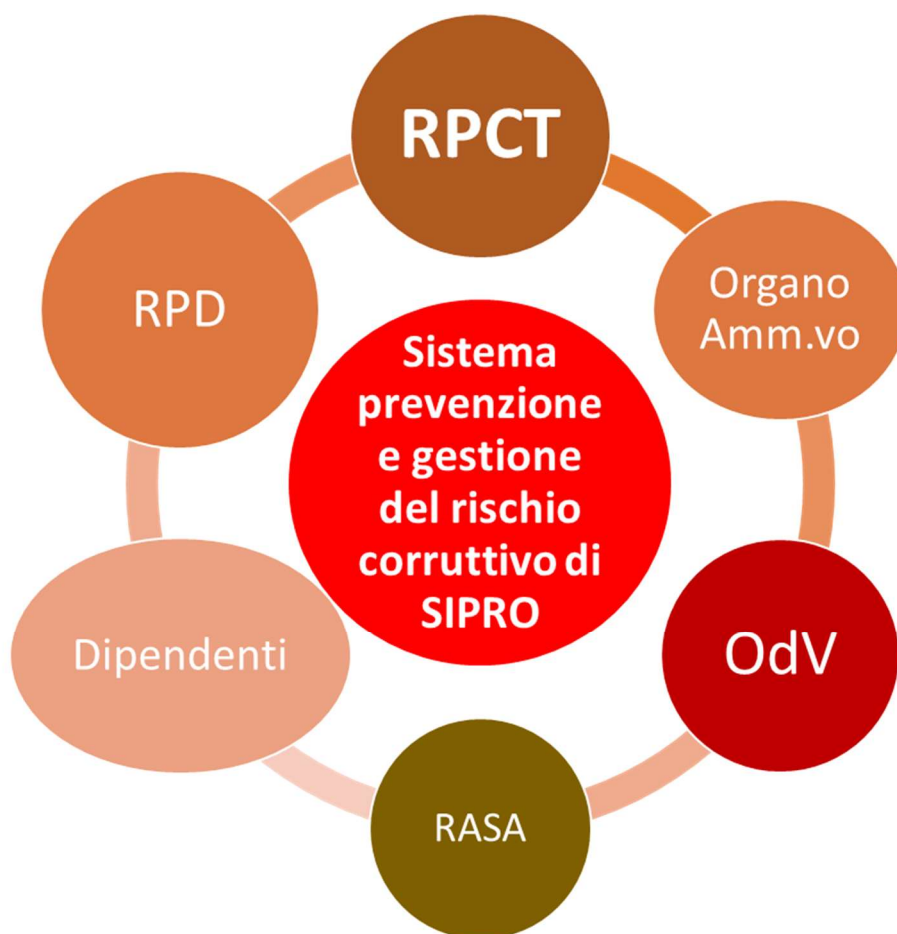 RPCT
Organo
Amm.vo
OdV
RASA
Dipendenti
RPD
Sistema
prevenzione
e gestione
del rischio
corruttivo di
SIPRO